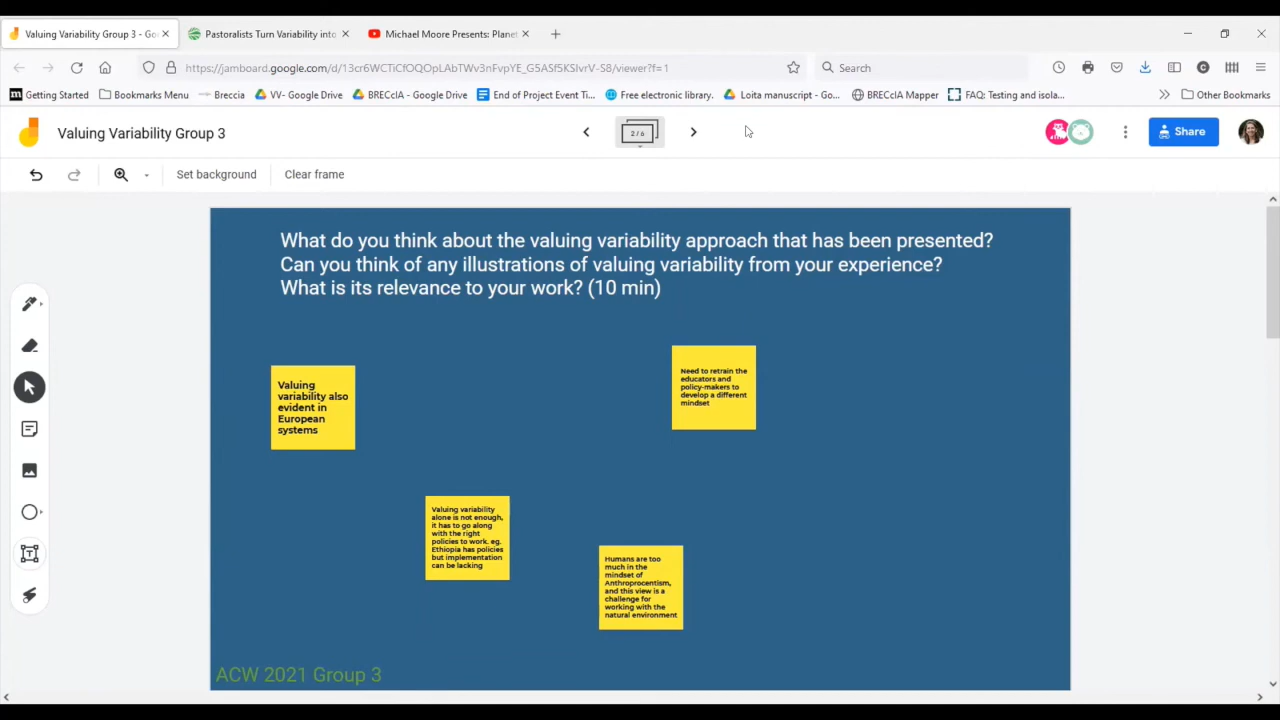 Valuing Variability Group 3 - Goo
Pastoralists Turn Variability into
Michael Moore Presents: Planet
https://jamboard.google.com/d/13cr6WCTiCfOQOpLAbTWv3nFvpYE_G5ASf5KSIvrV-S8/viewer?f=1
Search
Getting Started
Bookmarks Menu
Breccia
VV- Google Drive
BRECcIA - Google Drive
End of Project Event Ti...
Free electronic library.
Loita manuscript - Go...
BRECcIA Mapper
FAQ: Testing and isola...
Other Bookmarks
Valuing Variability Group 3
2 / 6
Share
Set background
Clear frame
What do you think about the valuing variability approach that has been presented?
Can you think of any illustrations of valuing variability from your experience?
What is its relevance to your work? (10 min)
Valuing
variability also
evident in
European
systems
Need to retrain the
educators and
policy-makers to
develop a different
mindset
Valuing variability
alone is not enough,
it has to go along
with the right
policies to work. eg.
Ethiopia has policies
but implementation
can be lacking
Humans are too
much in the
mindset of
Anthroprocentism,
and this view is a
challenge for
working with the
natural environment
ACW 2021 Group 3